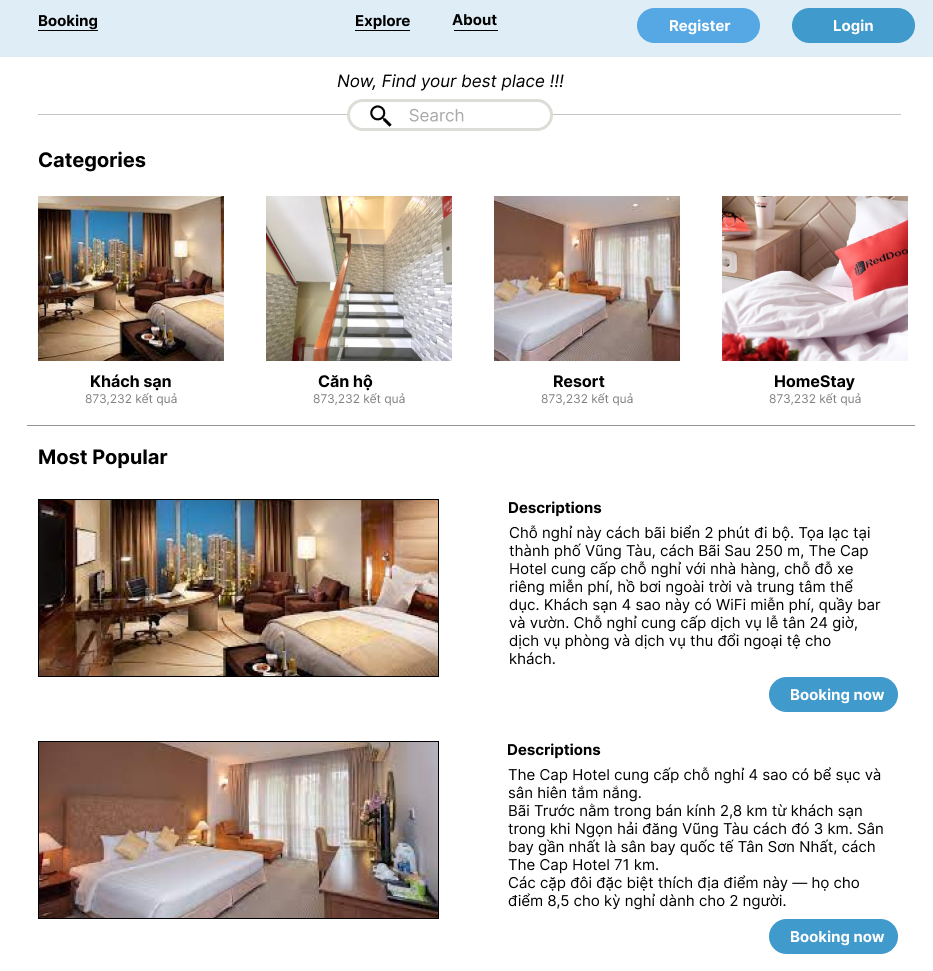 Booking
Explore
About
Register
Login
Now, Find your best place !!!
Search
Categories
Khách sạn
873,232 kết quả
Căn hộ
873,232 kết quả
Resort
873,232 kết quả
HomeStay
873,232 kết quả
Most Popular
Descriptions
Chỗ nghỉ này cách bãi biển 2 phút đi bộ. Tọa lạc tại
thành phố Vũng Tàu, cách Bãi Sau 250 m, The Cap
Hotel cung cấp chỗ nghỉ với nhà hàng, chỗ đỗ xe
riêng miễn phí, hồ bơi ngoài trời và trung tâm thể
dục. Khách sạn 4 sao này có WiFi miễn phí, quầy bar
và vườn. Chỗ nghỉ cung cấp dịch vụ lễ tân 24 giờ,
dịch vụ phòng và dịch vụ thu đổi ngoại tệ cho
khách.
Booking now
Descriptions
The Cap Hotel cung cấp chỗ nghỉ 4 sao có bể sục và
sân hiên tắm nắng.
Bãi Trước nằm trong bán kính 2,8 km từ khách sạn
trong khi Ngọn hải đăng Vũng Tàu cách đó 3 km. Sân
bay gần nhất là sân bay quốc tế Tân Sơn Nhất, cách
The Cap Hotel 71 km.
Các cặp đôi đặc biệt thích địa điểm này — họ cho
điểm 8,5 cho kỳ nghỉ dành cho 2 người.
Booking now